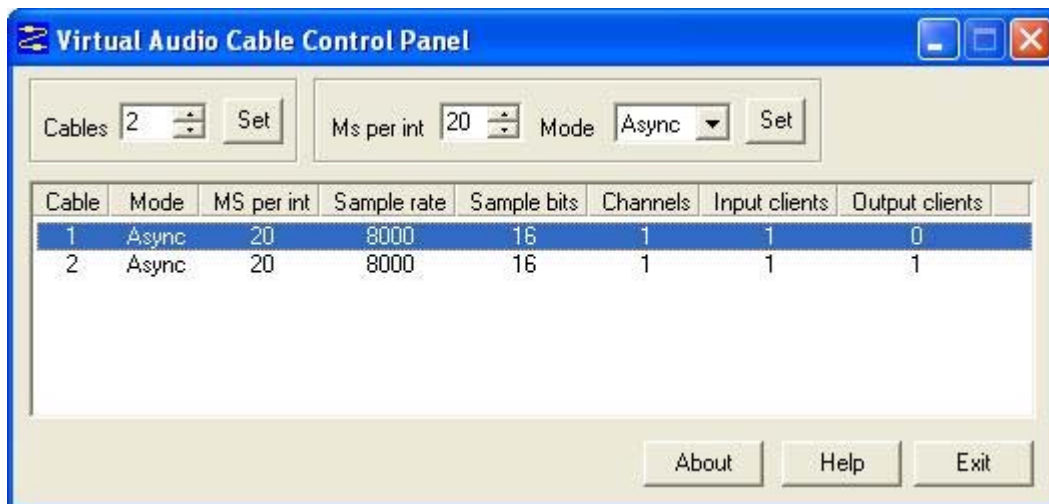 Virtual Audio Cable Control Panel
Cables 2 Set Ms per int 20 Mode Async Set
Cable Mode MS per int Sample rate Sample bits Channels Input clients Output clients
1 Async 20 8000 16 1 1 0
2 Async 20 8000 16 1 1 1
About Help Exit